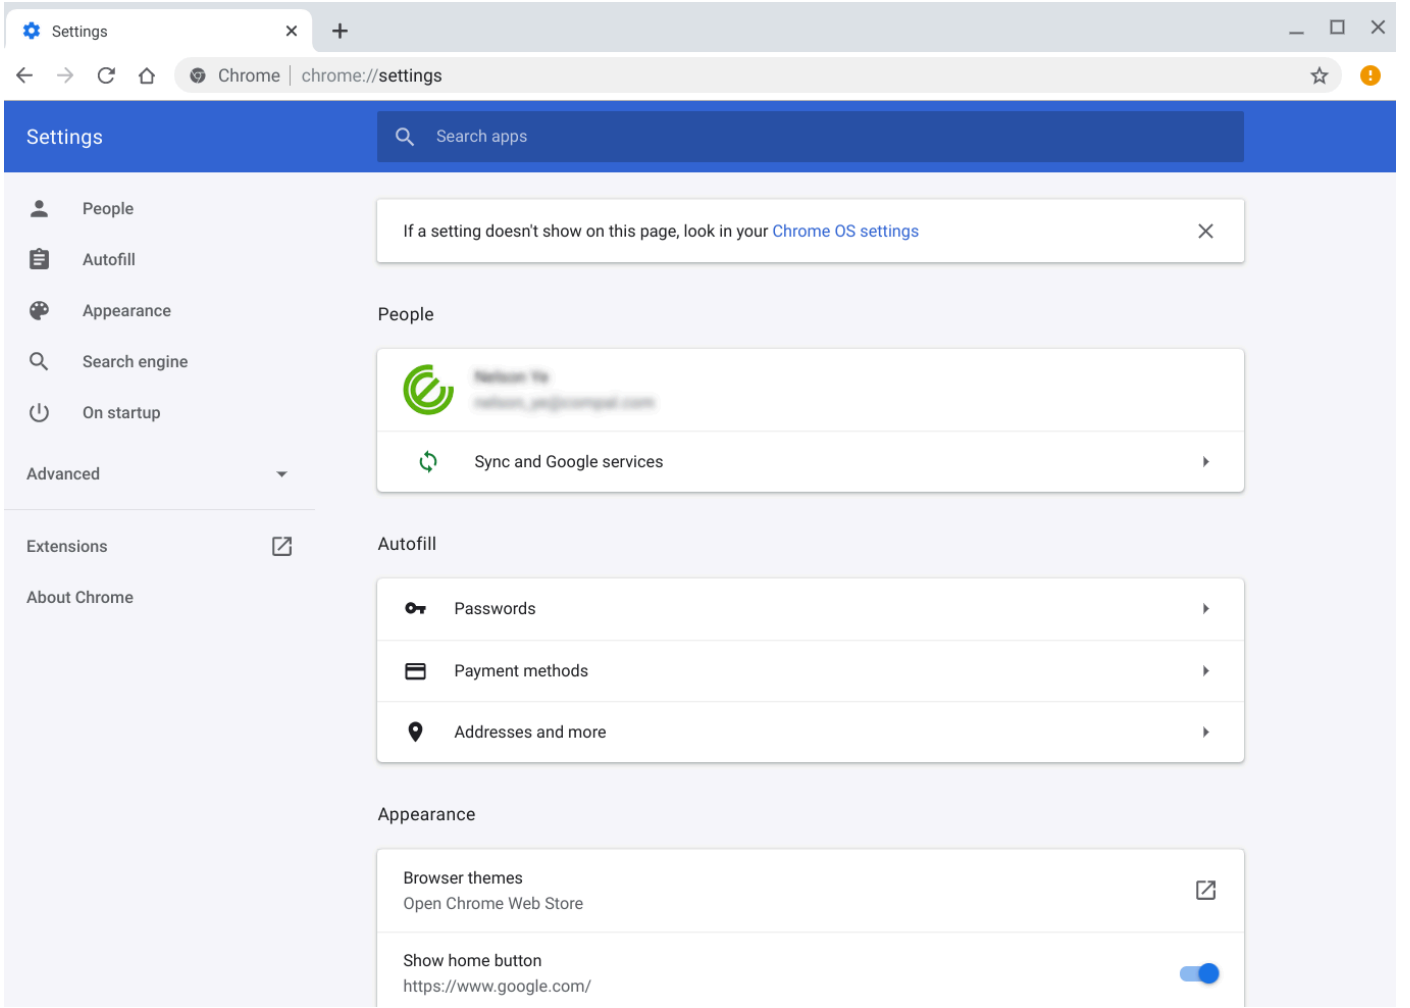 Settings
Chrome | chrome://settings
Settings
Search apps
People
Autofill
Appearance
Search engine
On startup
Advanced
Extensions
About Chrome
If a setting doesn't show on this page, look in your Chrome OS settings
People
Sync and Google services
Autofill
Passwords
Payment methods
Addresses and more
Appearance
Browser themes
Open Chrome Web Store
Show home button
https://www.google.com/